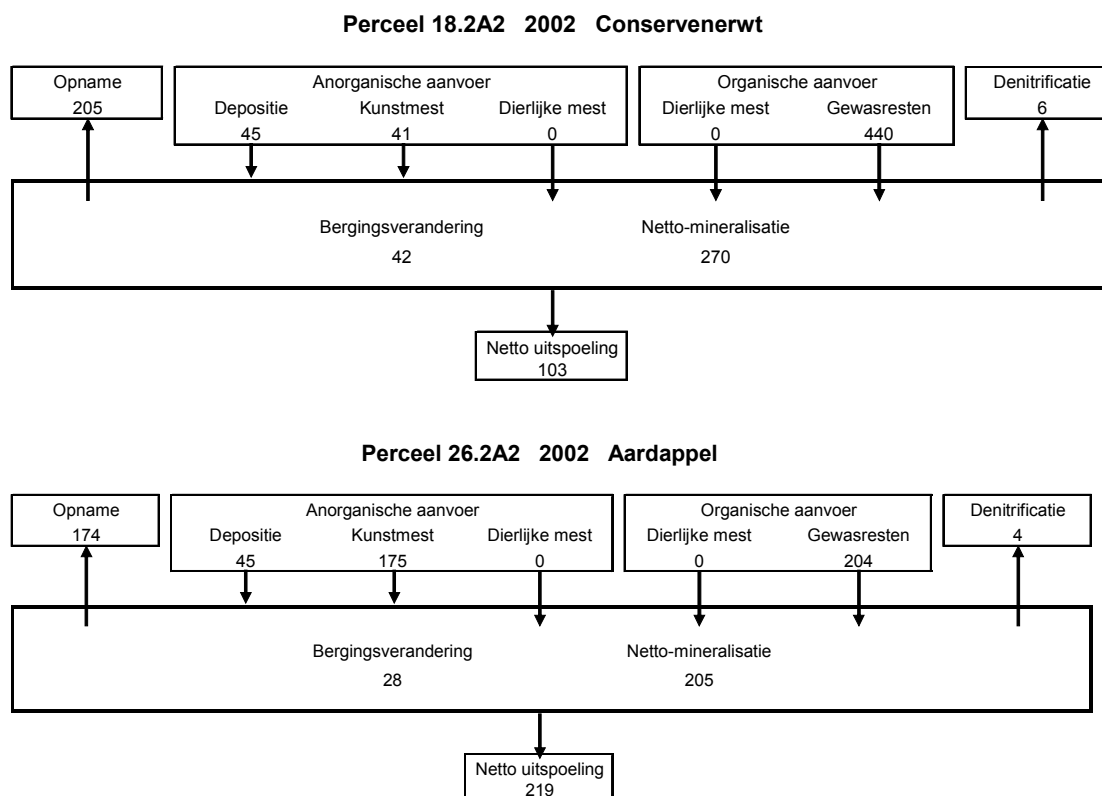 Perceel 18.2A2 2002 Conservenerwt
Opname
205
Anorganische aanvoer
Depositie Kunstmest Dierlijke mest
45 41 0
Organische aanvoer
Dierlijke mest Gewasresten
0 440
Denitrificatie
6
Bergingsverandering Netto-mineralisatie
42 270
Netto uitspoeling
103
Perceel 26.2A2 2002 Aardappel
Opname
174
Anorganische aanvoer
Depositie Kunstmest Dierlijke mest
45 175 0
Organische aanvoer
Dierlijke mest Gewasresten
0 204
Denitrificatie
4
Bergingsverandering Netto-mineralisatie
28 205
Netto uitspoeling
219